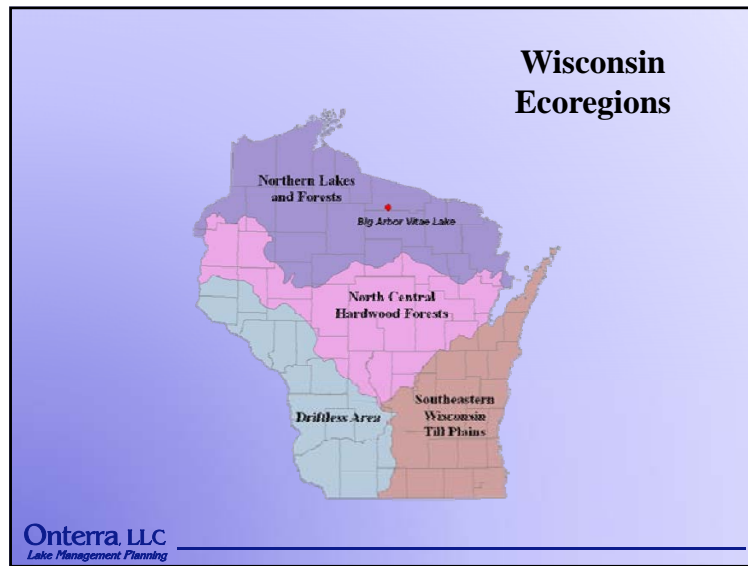 Wisconsin
Ecoregions
Northern Lakes
and Forests
Big Arbor Vitae Lake
North Central
Hardwood Forests
Driftless Area
Southeastern
Wisconsin
Till Plains
Onterra, LLC
Lake Management Planning